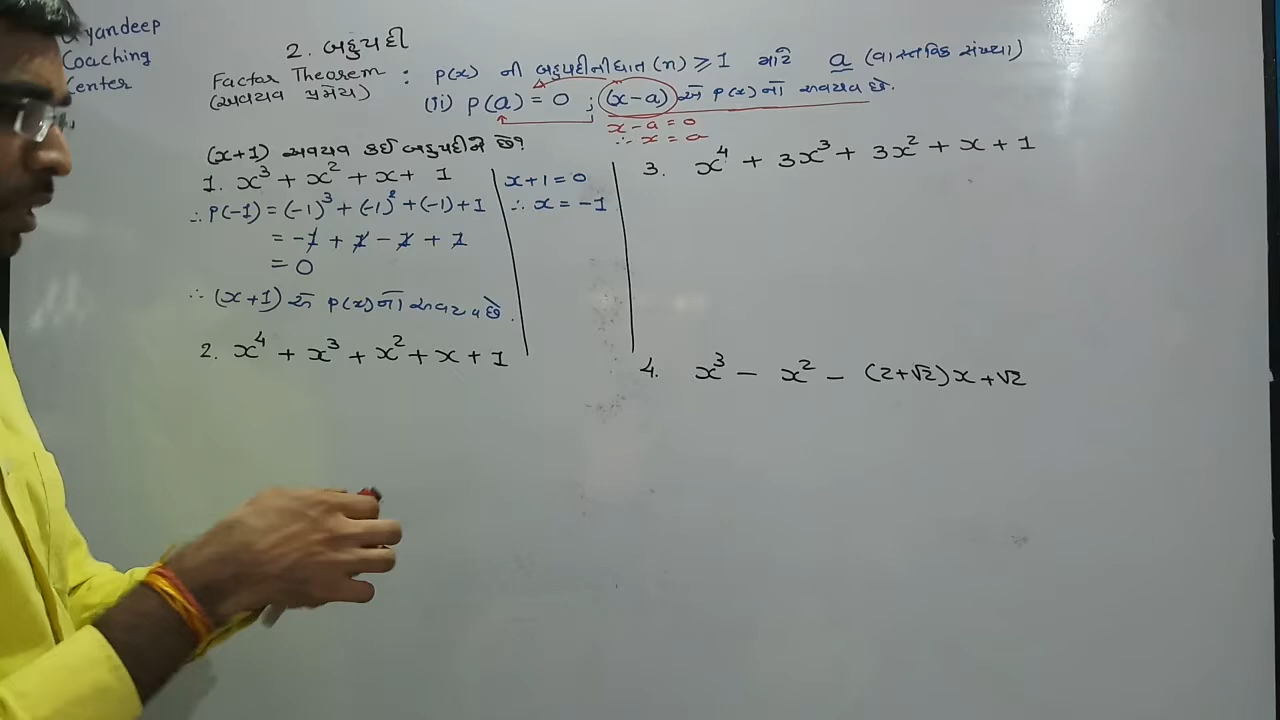 yandeep
Coaching
Center
2. બહુપદી
Factor Theorem : p(x) ની બહુપદીની ઘાત (n) ≥ 1 માટે a (વાસ્તવિક સંખ્યા)
(અવયવ પ્રમેય) (ii) p(a) = 0 ; (x-a) એ p(x) નો અવયવ છે.
x-a=0
∴ x = a
(x+1) અવયવ કઈ બહુપદીને છે?
1. x³ + x² + x + 1
∴ P(-1) = (-1)³ + (-1)² + (-1) + 1
= -1 + 1 - 1 + 1
= 0
∴ (x+1) એ p(x) નો અવયવ છે.
x+1=0
∴ x = -1
2. x⁴ + x³ + x² + x + 1
3. x⁴ + 3x³ + 3x² + x + 1
4. x³ - x² - (2+√2)x + √2